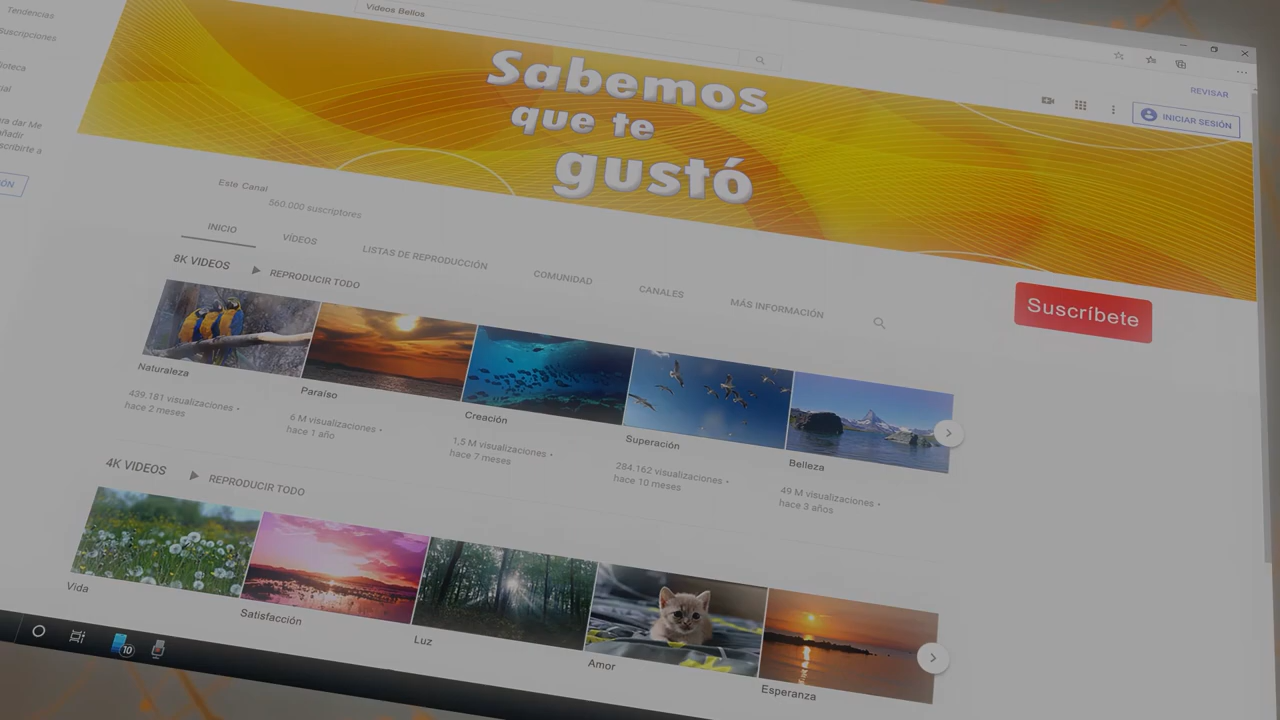 Videos Bellos
Tendencias
Suscripciones
REVISAR
INICIAR SESIÓN
Sabemos
que te
gustó
Este Canal
560.000 suscriptores
INICIO
VÍDEOS
LISTAS DE REPRODUCCIÓN
COMUNIDAD
CANALES
MÁS INFORMACIÓN
Suscríbete
8K VIDEOS
REPRODUCIR TODO
Naturaleza
439.181 visualizaciones •
hace 2 meses
Paraíso
6 M visualizaciones •
hace 1 año
Creación
1,5 M visualizaciones •
hace 7 meses
Superación
284.162 visualizaciones •
hace 10 meses
Belleza
49 M visualizaciones •
hace 3 años
4K VIDEOS
REPRODUCIR TODO
Vida
Satisfacción
Luz
Amor
Esperanza
10